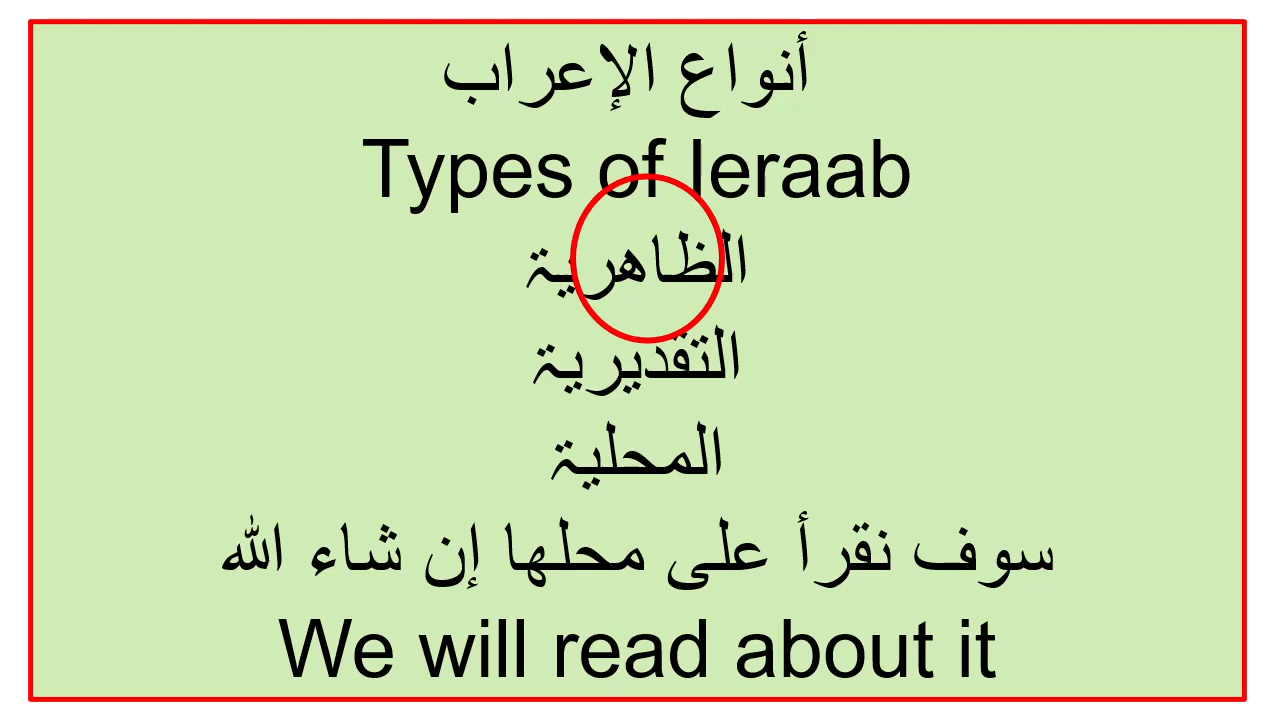 أنواع الإعراب
Types of Ieraab
الظاهرية
التقديرية
المحلية
سوف نقرأ على محلها إن شاء الله
We will read about it